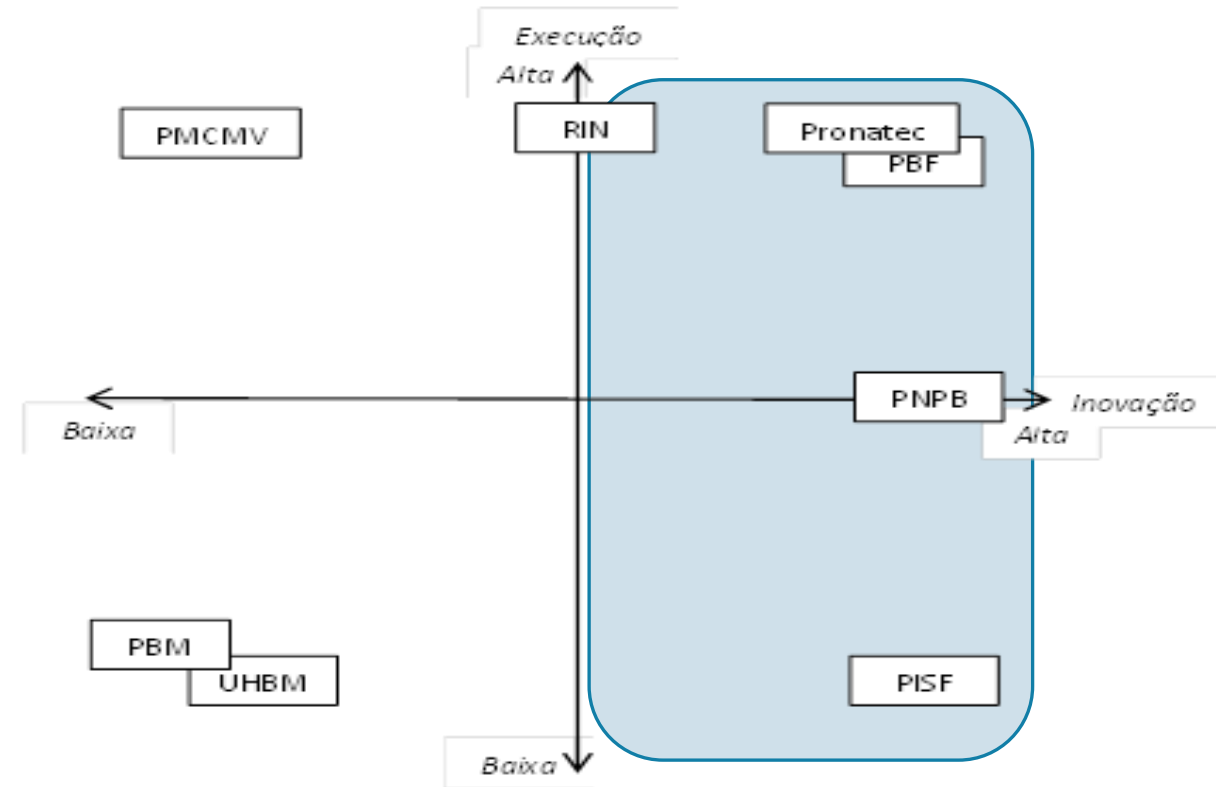 Execução
Alta
PMCMV
RIN
Pronatec
PBF
PNPB
Inovação
Baixa
Alta
PBM
UHBM
PISF
Baixa